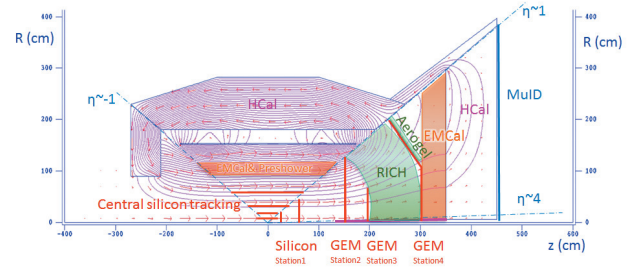 400
R (cm)
300
200
100
0
η~-1
HCal
EMCal & Preshower
Central silicon tracking
Aerogel
RICH
EMCal
HCal
η~1
400
R (cm)
300
MuID
200
100
η~4
0
-400 -300 -200 -100 0 100 200 300 400 500 600
z (cm)
Silicon GEM GEM GEM
Station1 Station2 Station3 Station4